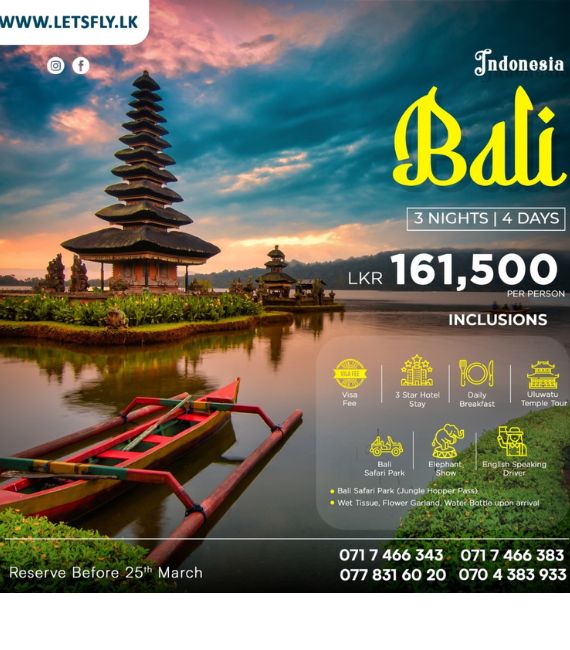 WWW.LETSFLY.LK
Indonesia
Bali
3 NIGHTS | 4 DAYS
LKR 161,500
PER PERSON
INCLUSIONS
VISA FEE
Visa
Fee
3 Star Hotel
Stay
Daily
Breakfast
Uluwatu
Temple Tour
Bali
Safari Park
Elephant
Show
English Speaking
Driver
Bali Safari Park (Jungle Hopper Pass)
Wet Tissue, Flower Garland, Water Bottle upon arrival
Reserve Before 25th March
071 7 466 343 071 7 466 383
077 831 60 20 070 4 383 933